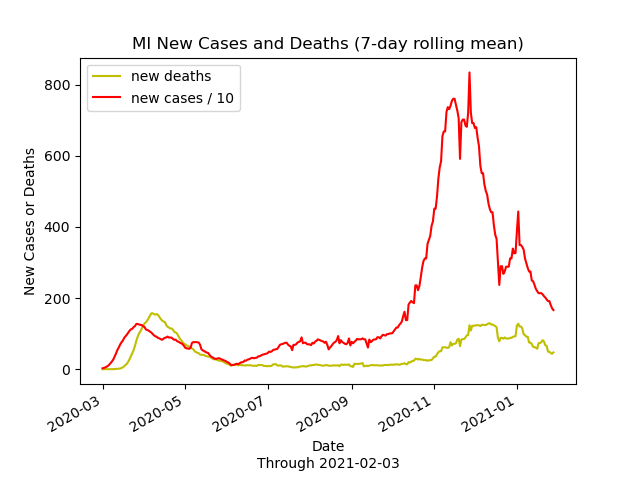 MI New Cases and Deaths (7-day rolling mean)
new deaths
new cases / 10
800
600
400
200
0
New Cases or Deaths
2020-03
2020-05
2020-07
2020-09
2020-11
2021-01
Date
Through 2021-02-03